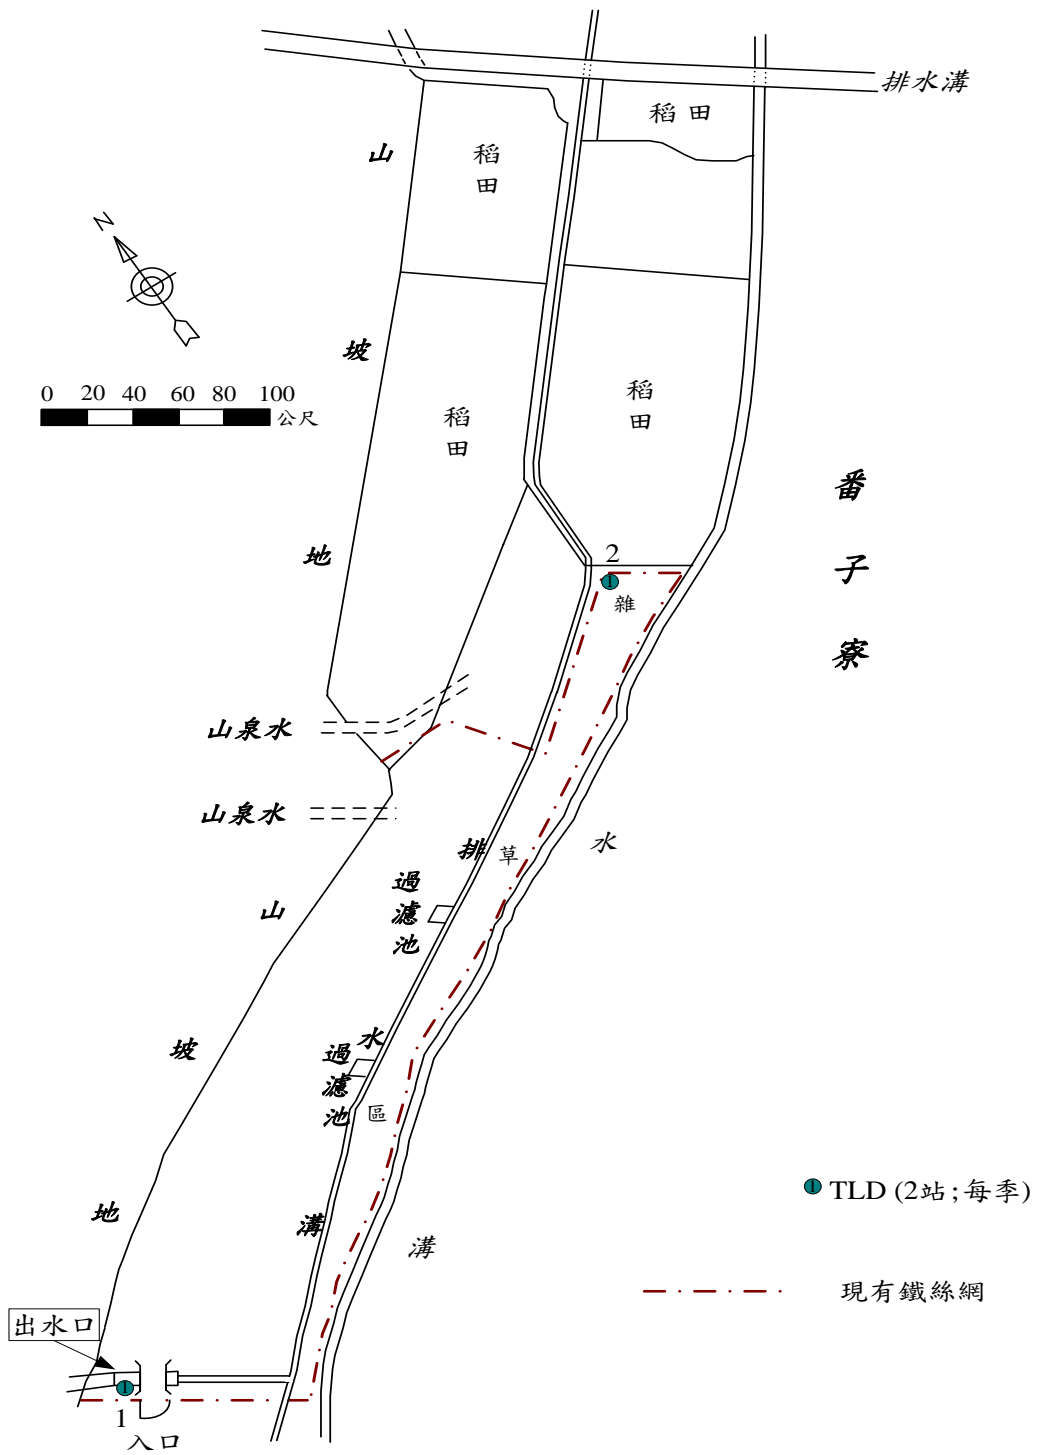 排水溝
稻田
稻田
山坡地
N
0 20 40 60 80 100
公尺
稻田
稻田
番子寮
2
1
雜草區
山泉水
山泉水
排水溝
水溝
過濾池
過濾池
山坡地
1 TLD (2站;每季)
現有鐵絲網
出水口
1
1
入口